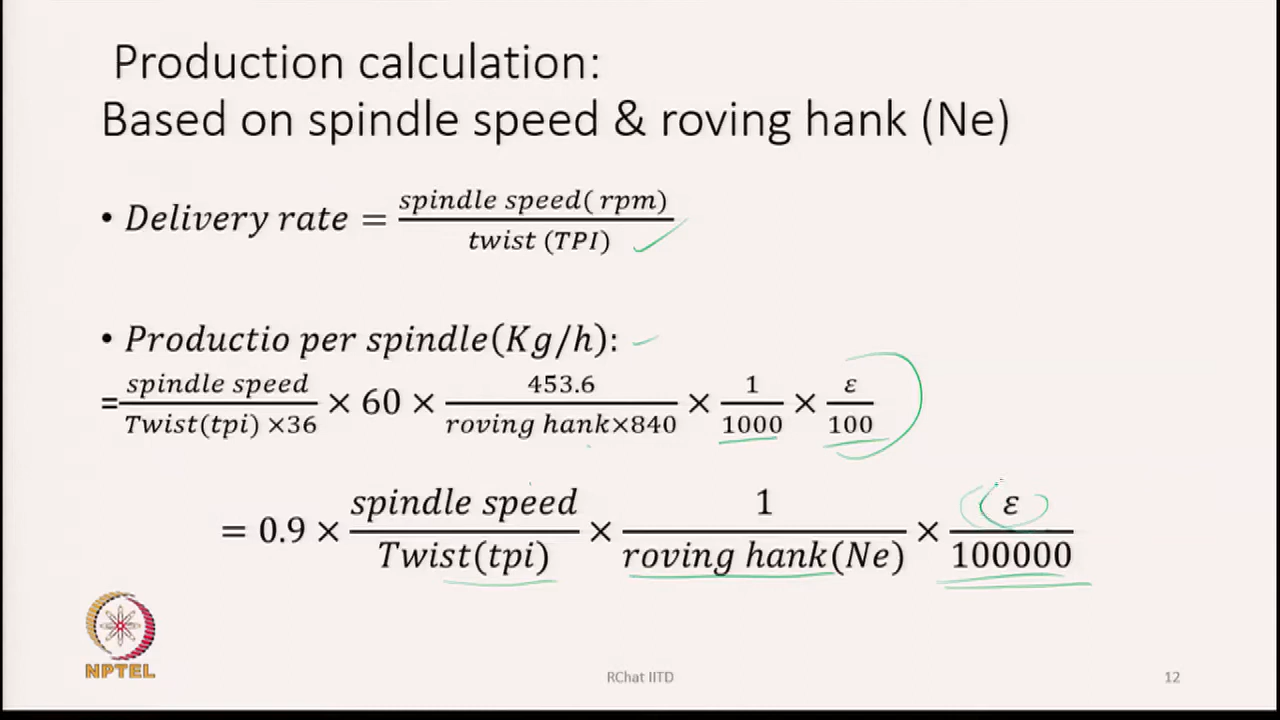 Production calculation:
Based on spindle speed & roving hank (Ne)
• Delivery rate = spindle speed( rpm) / twist (TPI)
• Productio per spindle(Kg/h):
= spindle speed / Twist(tpi) ×36 × 60 × 453.6 / roving hank×840 × 1 / 1000 × ε / 100
= 0.9 × spindle speed / Twist(tpi) × 1 / roving hank(Ne) × ε / 100000
NPTEL
RChat IITD
12